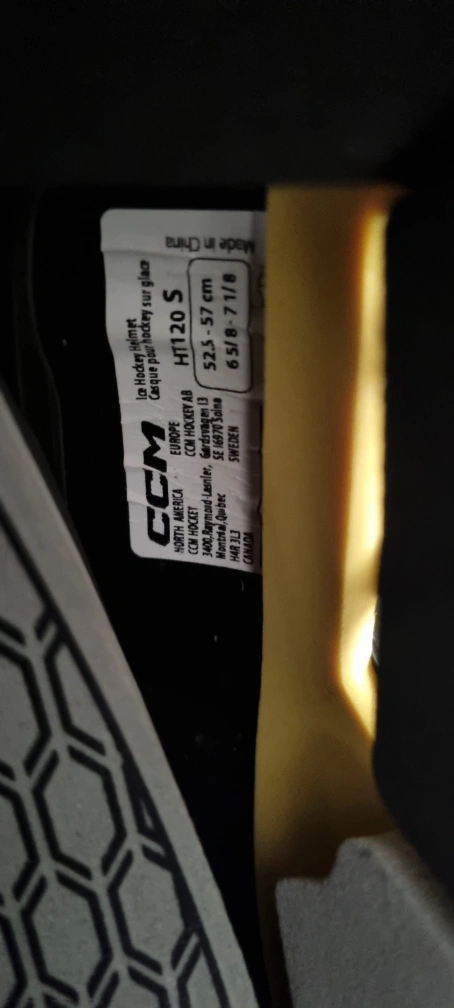 CCM
Ice Hockey Helmet
Casque pour hockey sur glace
HT120 S
52.5 - 57 cm
6 5/8 - 7 1/8
NORTH AMERICA
CCM HOCKEY
3400, Raymond-Lasnier,
Montréal, Québec
H4R 3L3
CANADA
EUROPE
CCM HOCKEY AB
Gårdsvägen 13
SE 16970 Solna
SWEDEN
Made in China